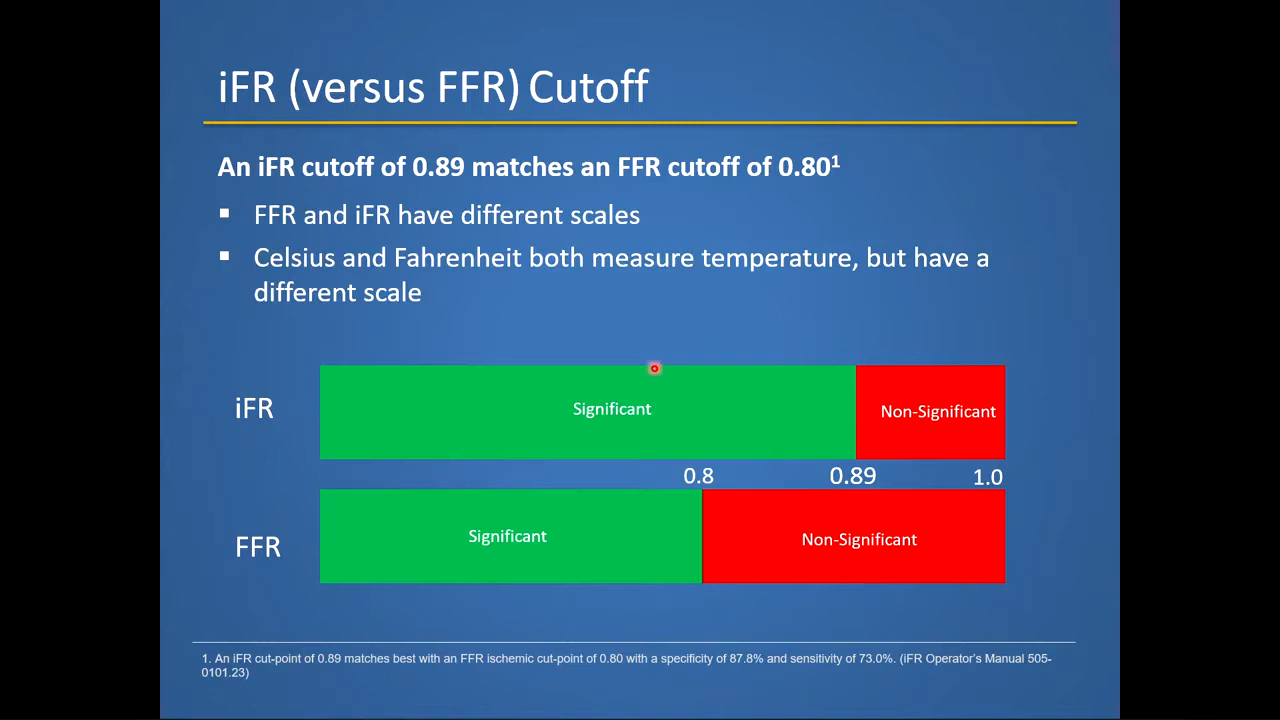 iFR (versus FFR) Cutoff
An iFR cutoff of 0.89 matches an FFR cutoff of 0.80¹
▪ FFR and iFR have different scales
▪ Celsius and Fahrenheit both measure temperature, but have a
different scale
iFR
Significant
Non-Significant
0.8
0.89
1.0
FFR
Significant
Non-Significant
1. An iFR cut-point of 0.89 matches best with an FFR ischemic cut-point of 0.80 with a specificity of 87.8% and sensitivity of 73.0%. (iFR Operator's Manual 505-
0101.23)